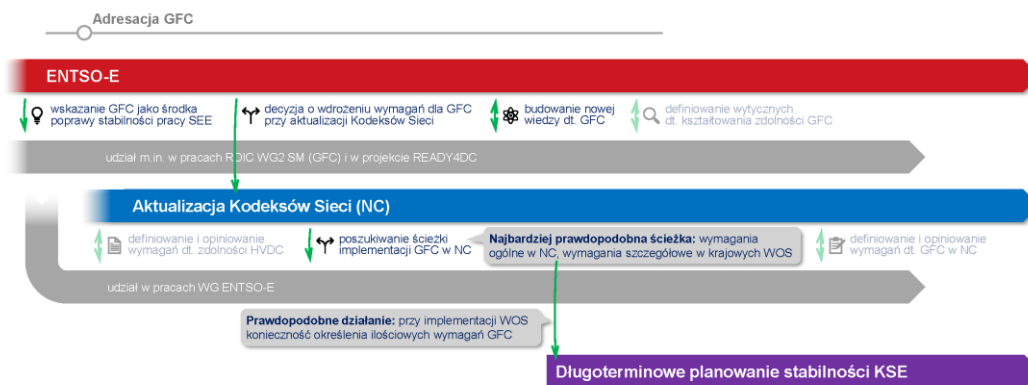 Adresacja GFC
ENTSO-E
wskazanie GFC jako środka
poprawy stabilności pracy SEE
decyzja o wdrożeniu wymagań dla GFC
przy aktualizacji Kodeksów Sieci
budowanie nowej
wiedzy dt. GFC
definiowanie wytycznych
dt. kształtowania zdolności GFC
udział m.in. w pracach RDIC WG2 SM (GFC) i w projekcie READY4DC
Aktualizacja Kodeksów Sieci (NC)
definiowanie i opiniowanie
wymagań dt. zdolności HVDC
poszukiwanie ścieżki
implementacji GFC w NC
Najbardziej prawdopodobna ścieżka: wymagania
ogólne w NC, wymagania szczegółowe w krajowych WOS
definiowanie i opiniowanie
wymagań dt. GFC w NC
udział w pracach WG ENTSO-E
Prawdopodobne działanie: przy implementacji WOS
konieczność określenia ilościowych wymagań GFC
Długoterminowe planowanie stabilności KSE